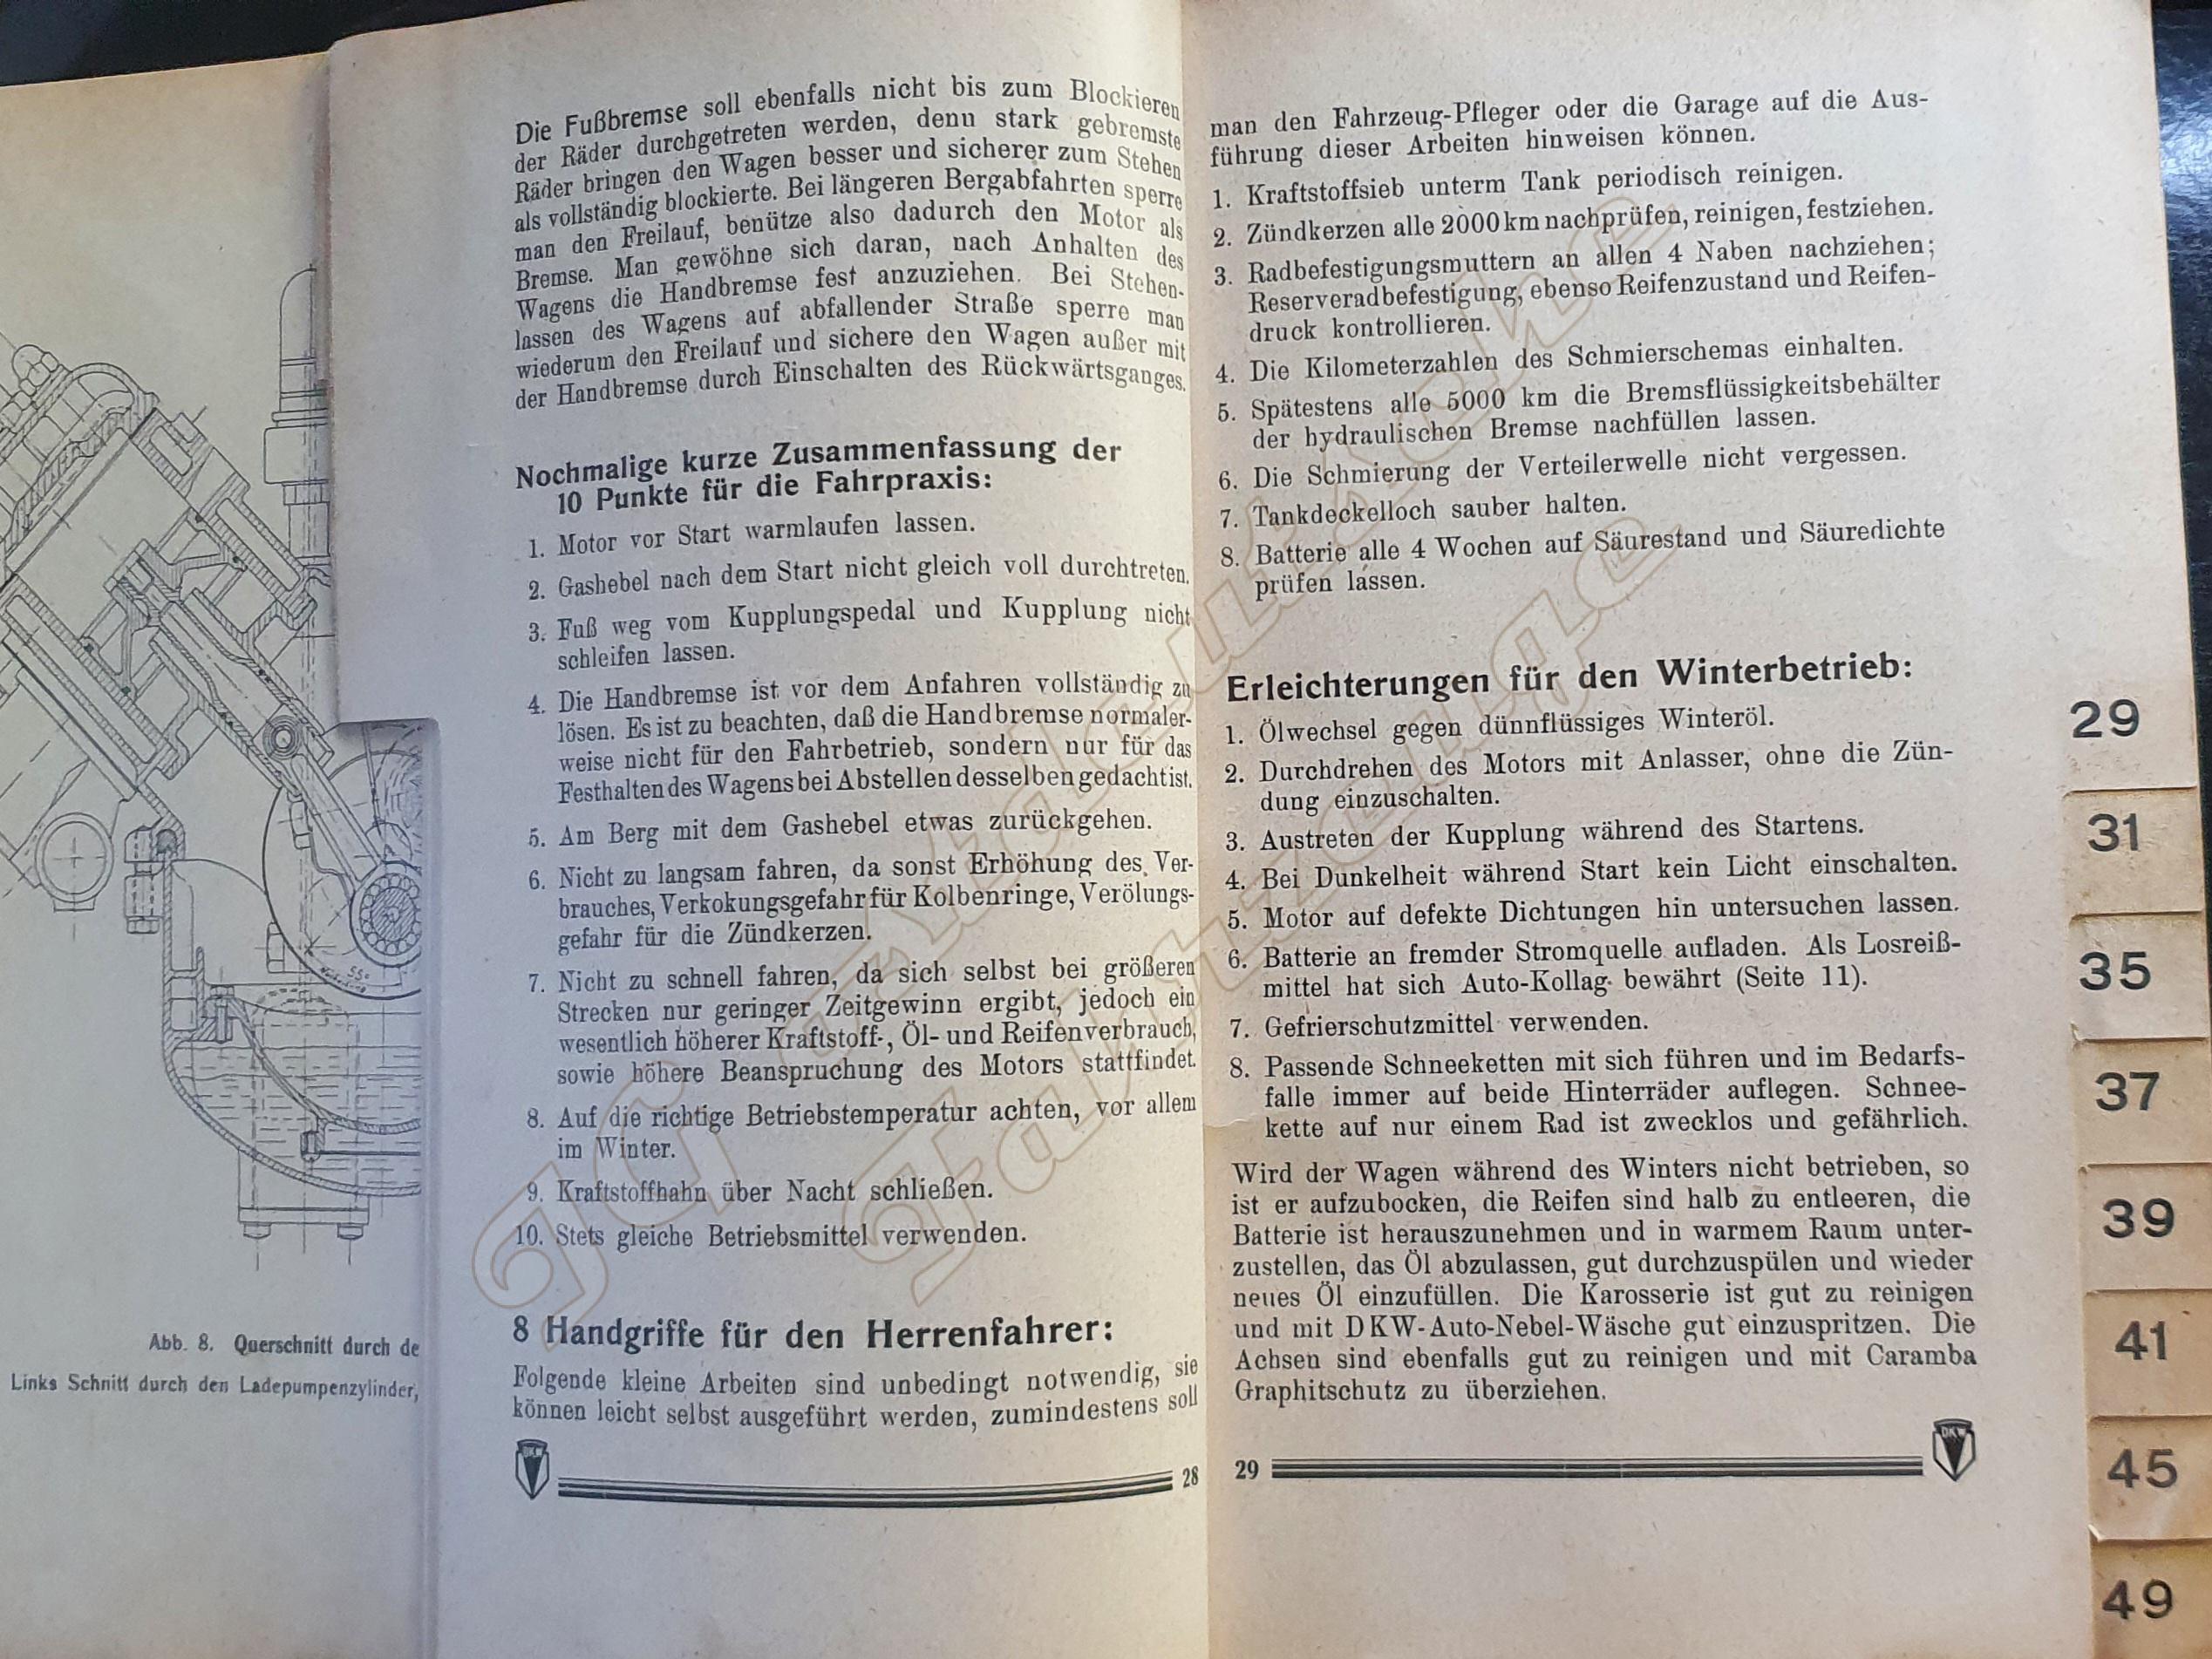 Abb. 8. Querschnitt durch de
Links Schnitt durch den Ladepumpenzylinder,
Die Fußbremse soll ebenfalls nicht bis zum Blockieren
der Räder durchgetreten werden, denn stark gebremste
Räder bringen den Wagen besser und sicherer zum Stehen
als vollständig blockierte. Bei längeren Bergabfahrten sperre
man den Freilauf, benütze also dadurch den Motor als
Bremse. Man gewöhne sich daran, nach Anhalten des
Wagens die Handbremse fest anzuziehen. Bei Stehen-
lassen des Wagens auf abfallender Straße sperre man
wiederum den Freilauf und sichere den Wagen außer mit
der Handbremse durch Einschalten des Rückwärtsganges.
Nochmalige kurze Zusammenfassung der
10 Punkte für die Fahrpraxis:
1. Motor vor Start warmlaufen lassen.
2. Gashebel nach dem Start nicht gleich voll durchtreten.
3. Fuß weg vom Kupplungspedal und Kupplung nicht
schleifen lassen.
4. Die Handbremse ist vor dem Anfahren vollständig zu
lösen. Es ist zu beachten, daß die Handbremse normaler-
weise nicht für den Fahrbetrieb, sondern nur für das
Festhalten des Wagens bei Abstellen desselben gedacht ist.
5. Am Berg mit dem Gashebel etwas zurückgehen.
6. Nicht zu langsam fahren, da sonst Erhöhung des Ver-
brauches, Verkokungsgefahr für Kolbenringe, Verölungs-
gefahr für die Zündkerzen.
7. Nicht zu schnell fahren, da sich selbst bei größeren
Strecken nur geringer Zeitgewinn ergibt, jedoch ein
wesentlich höherer Kraftstoff-, Öl- und Reifenverbrauch,
sowie höhere Beanspruchung des Motors stattfindet.
8. Auf die richtige Betriebstemperatur achten, vor allem
im Winter.
9. Kraftstoffhahn über Nacht schließen.
10. Stets gleiche Betriebsmittel verwenden.
8 Handgriffe für den Herrenfahrer:
Folgende kleine Arbeiten sind unbedingt notwendig, sie
können leicht selbst ausgeführt werden, zumindestens soll
DKW
28
man den Fahrzeug-Pfleger oder die Garage auf die Aus-
führung dieser Arbeiten hinweisen können.
1. Kraftstoffsieb unterm Tank periodisch reinigen.
2. Zündkerzen alle 2000 km nachprüfen, reinigen, festziehen.
3. Radbefestigungsmuttern an allen 4 Naben nachziehen;
Reserveradbefestigung, ebenso Reifenzustand und Reifen-
druck kontrollieren.
4. Die Kilometerzahlen des Schmierschemas einhalten.
5. Spätestens alle 5000 km die Bremsflüssigkeitsbehälter
der hydraulischen Bremse nachfüllen lassen.
6. Die Schmierung der Verteilerwelle nicht vergessen.
7. Tankdeckelloch sauber halten.
8. Batterie alle 4 Wochen auf Säurestand und Säuredichte
prüfen lassen.
Erleichterungen für den Winterbetrieb:
1. Ölwechsel gegen dünnflüssiges Winteröl.
2. Durchdrehen des Motors mit Anlasser, ohne die Zün-
dung einzuschalten.
3. Austreten der Kupplung während des Startens.
4. Bei Dunkelheit während Start kein Licht einschalten.
5. Motor auf defekte Dichtungen hin untersuchen lassen.
6. Batterie an fremder Stromquelle aufladen. Als Losreiß-
mittel hat sich Auto-Kollag bewährt (Seite 11).
7. Gefrierschutzmittel verwenden.
8. Passende Schneeketten mit sich führen und im Bedarfs-
falle immer auf beide Hinterräder auflegen. Schnee-
kette auf nur einem Rad ist zwecklos und gefährlich.
Wird der Wagen während des Winters nicht betrieben, so
ist er aufzubocken, die Reifen sind halb zu entleeren, die
Batterie ist herauszunehmen und in warmem Raum unter-
zustellen, das Öl abzulassen, gut durchzuspülen und wieder
neues Öl einzufüllen. Die Karosserie ist gut zu reinigen
und mit DKW-Auto-Nebel-Wäsche gut einzuspritzen. Die
Achsen sind ebenfalls gut zu reinigen und mit Caramba
Graphitschutz zu überziehen.
29
DKW
29
31
35
37
39
41
45
49